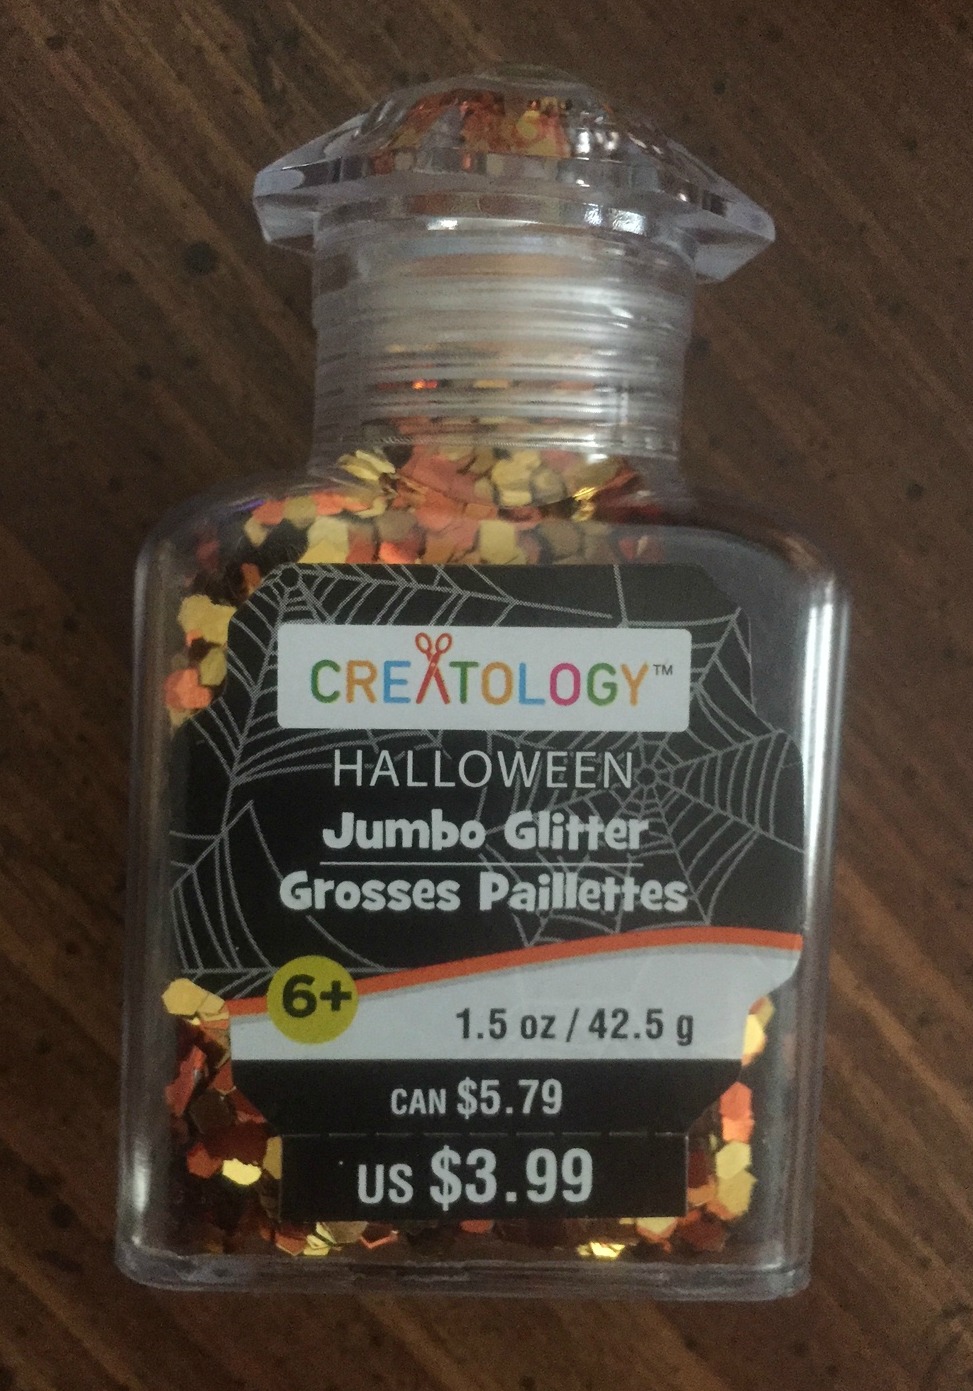 CREATOLOGY™
HALLOWEEN
Jumbo Glitter
Grosses Paillettes
6+
1.5 oz / 42.5 g
CAN $5.79
US $3.99